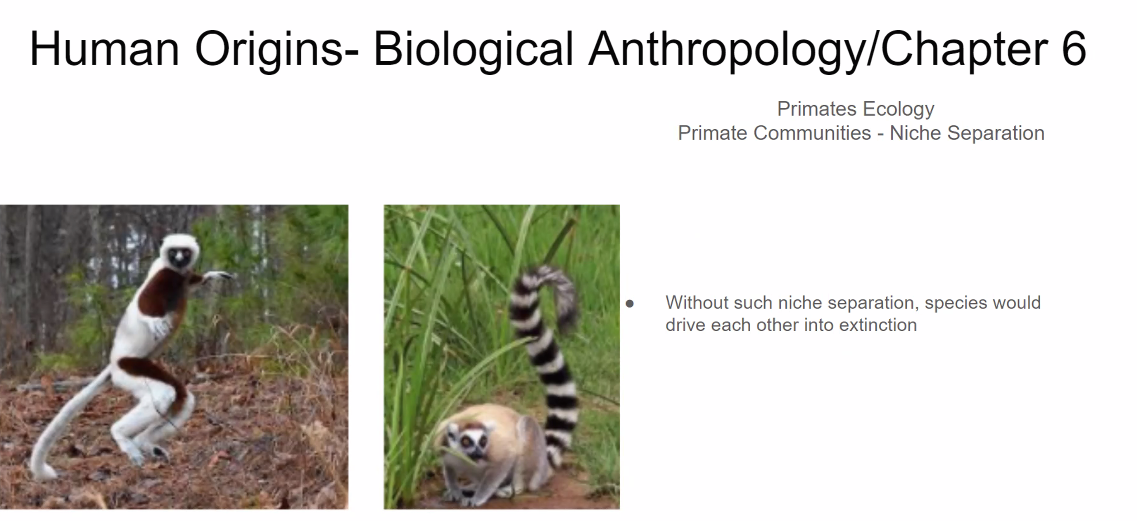 Human Origins- Biological Anthropology/Chapter 6
Primates Ecology
Primate Communities - Niche Separation
● Without such niche separation, species would
drive each other into extinction